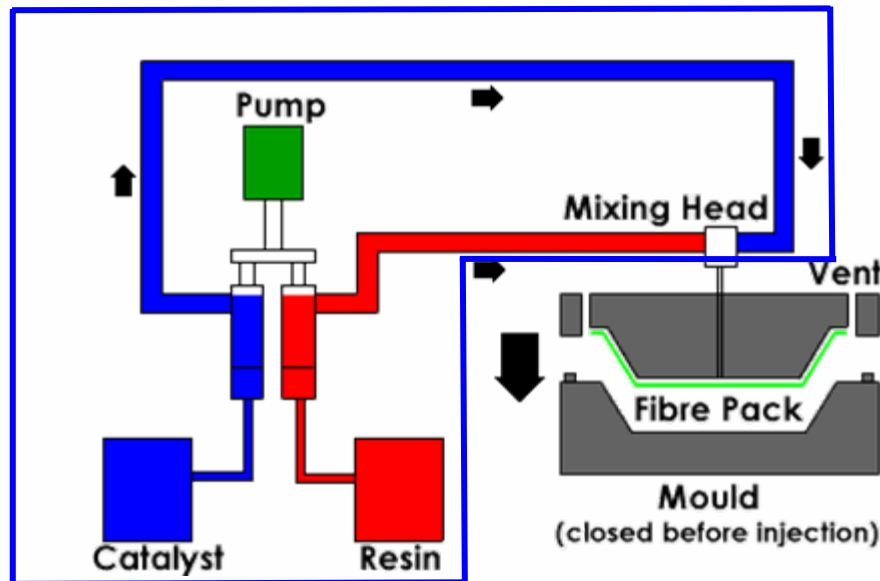 Pump
Mixing Head
Vent
Fibre Pack
Mould
(closed before injection)
Catalyst
Resin